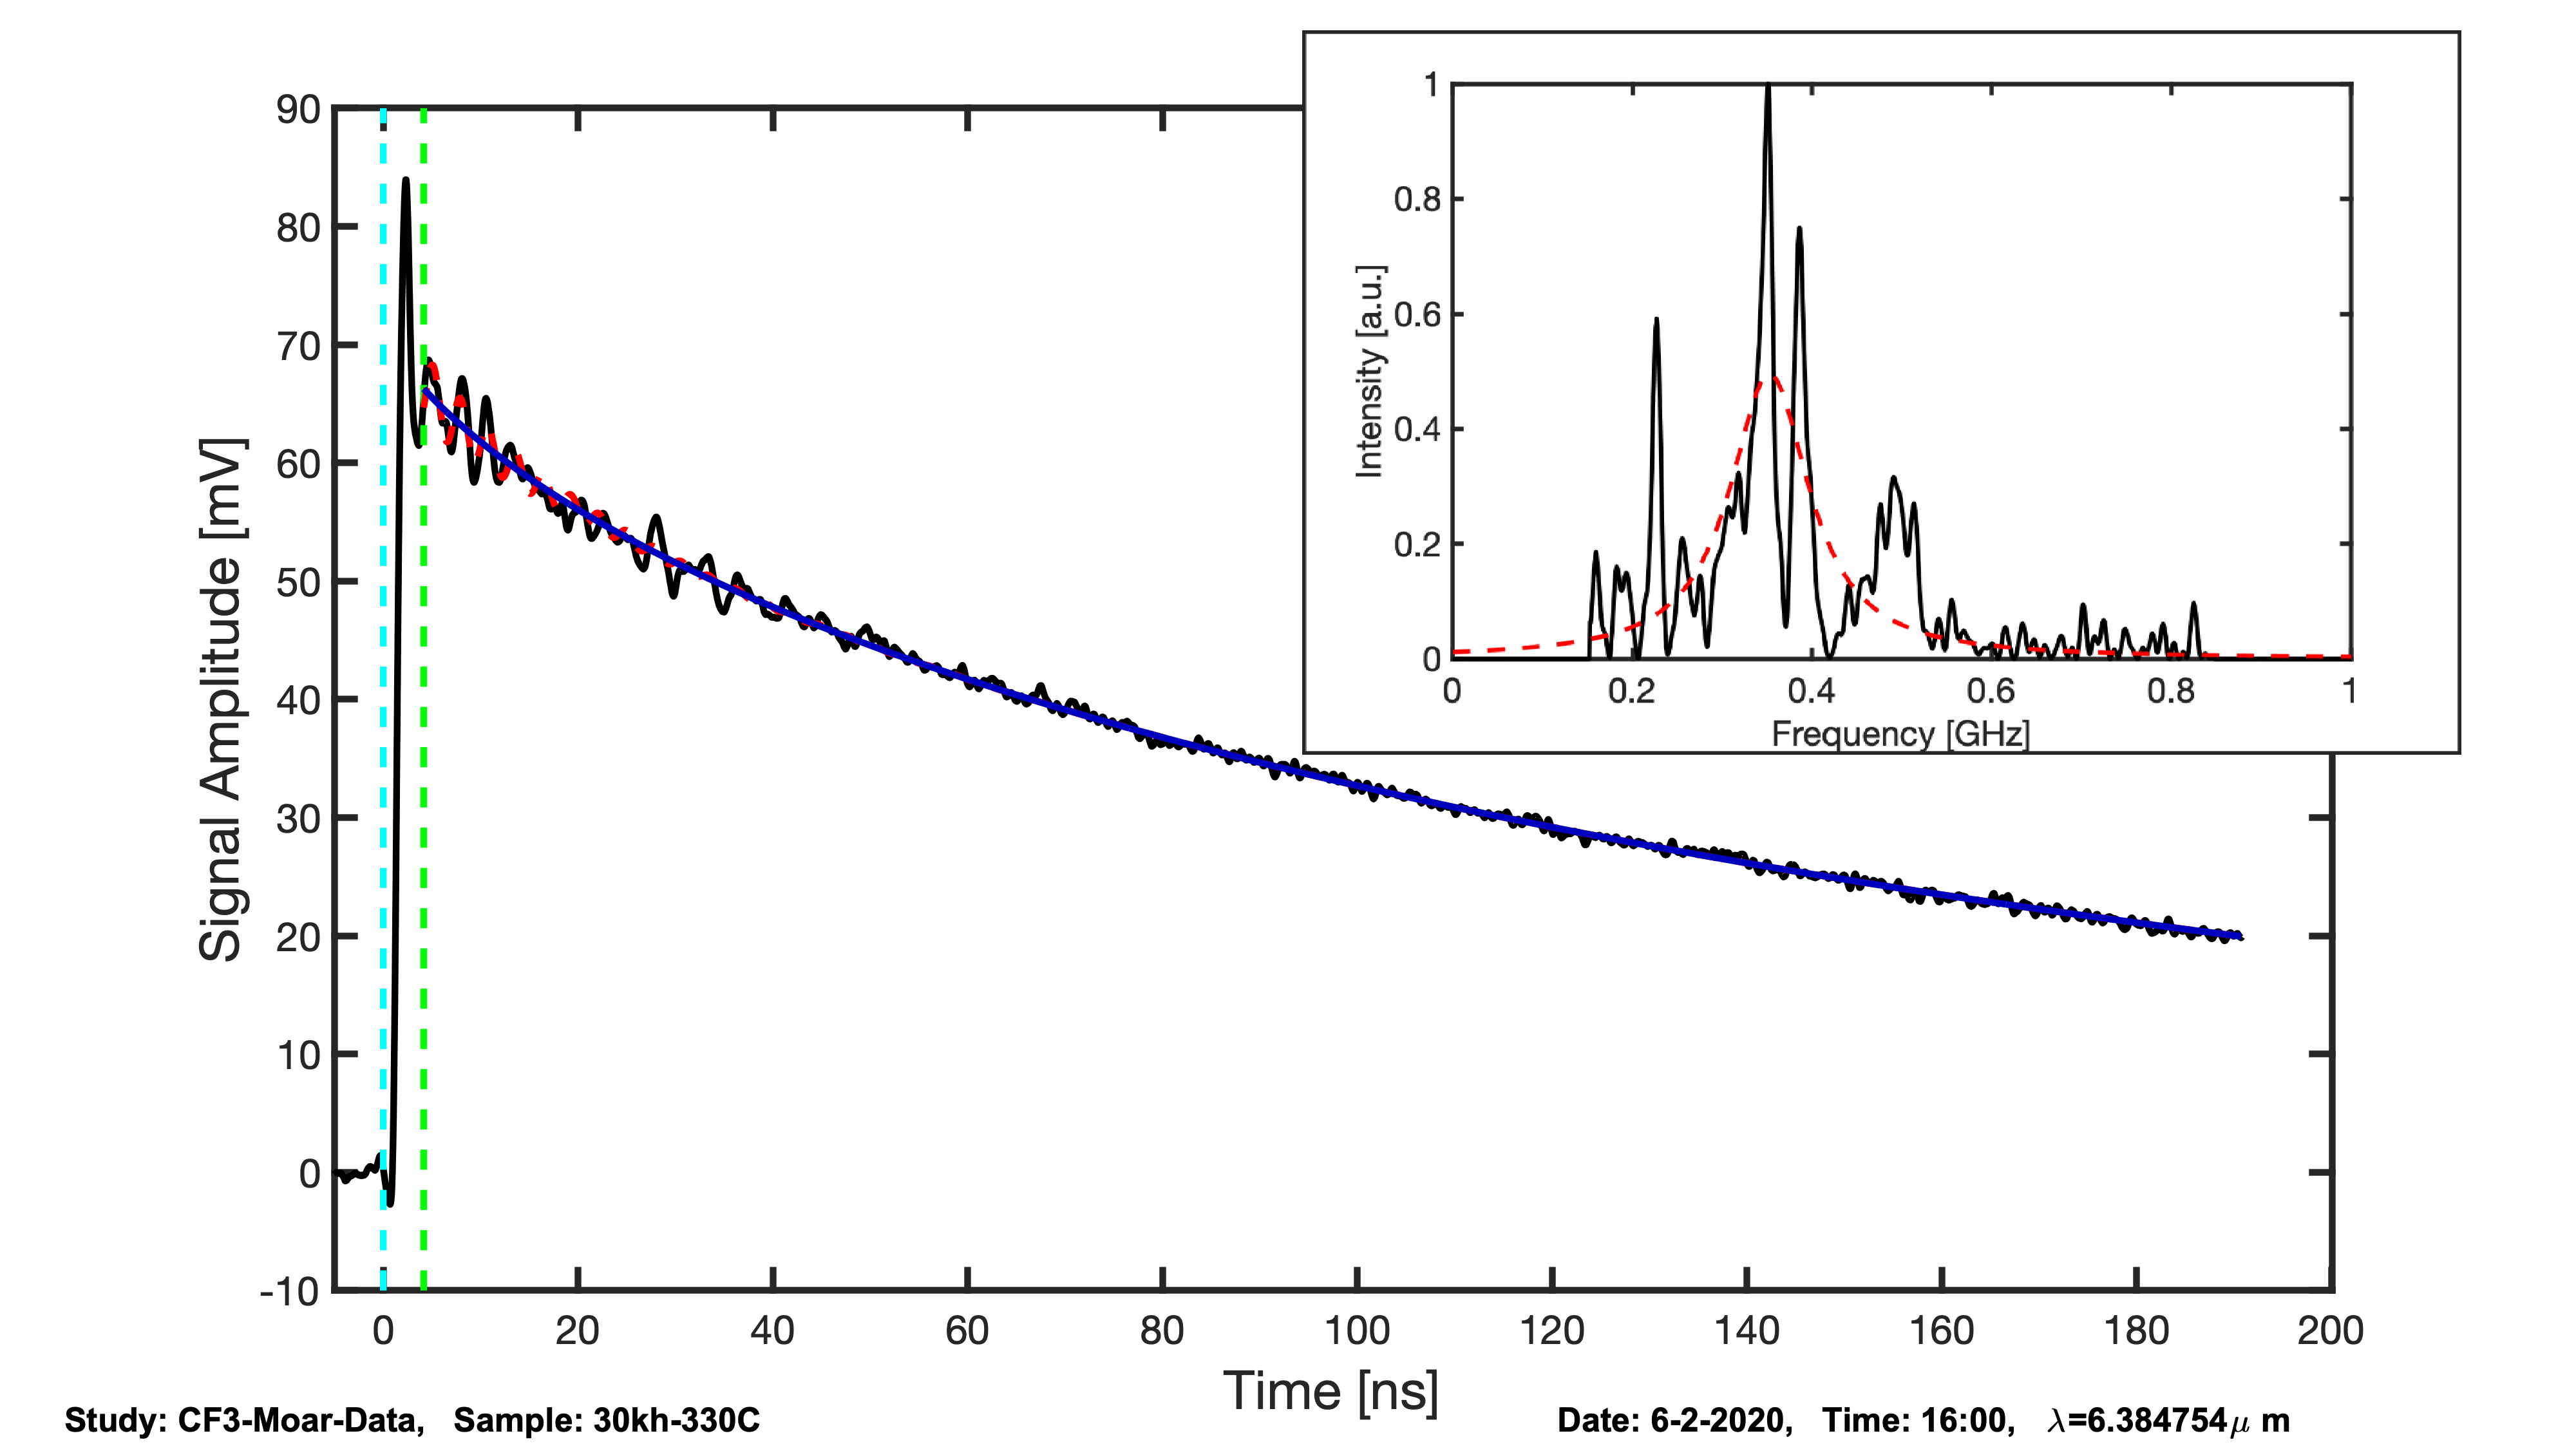 90
80
70
60
50
40
30
20
10
0
-10
Signal Amplitude [mV]
0 20 40 60 80 100 120 140 160 180 200
Time [ns]
1
0.8
0.6
0.4
0.2
0
Intensity [a.u.]
0 0.2 0.4 0.6 0.8 1
Frequency [GHz]
Study: CF3-Moar-Data, Sample: 30kh-330C
Date: 6-2-2020, Time: 16:00, λ=6.384754μ m